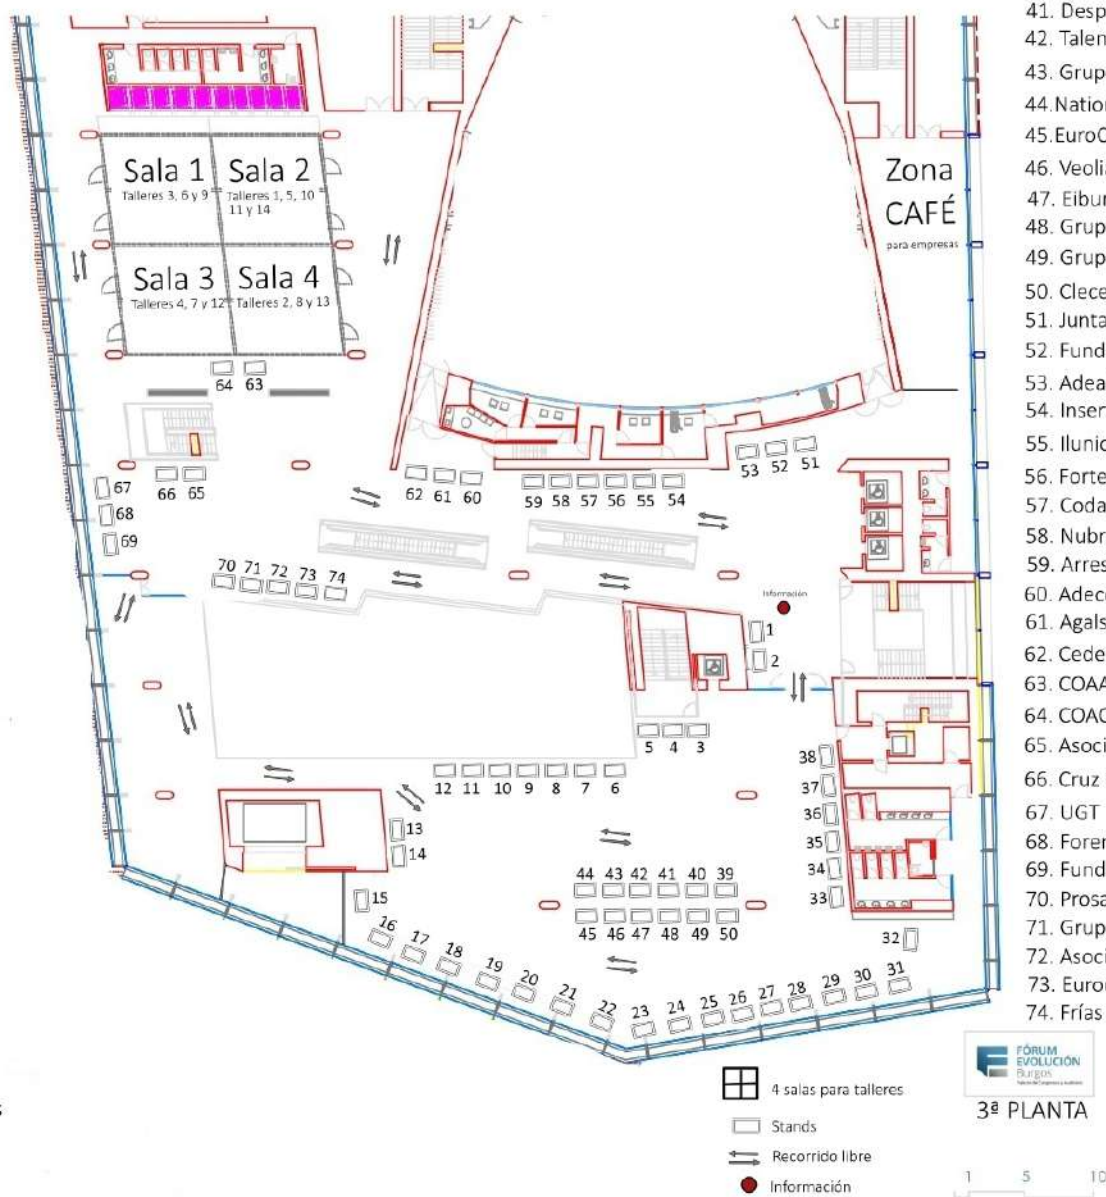 Sala 1
Talleres 3, 6 y 9
Sala 2
Talleres 1, 5, 10
11 y 14
Sala 3
Talleres 4, 7 y 12
Sala 4
Talleres 2, 8 y 13
Zona
CAFÉ
para empresas
64 63
53 52 51
67 66 65
68
69
62 61 60 59 58 57 56 55 54
70 71 72 73 74
Información
1
2
5 4 3
12 11 10 9 8 7 6
13
14
15
38
37
36
35
34
33
32
44 43 42 41 40 39
45 46 47 48 49 50
16 17 18 19 20 21 22 23 24 25 26 27 28 29 30 31
41. Desp
42. Talen
43. Grup
44.Nation
45.EuroC
46. Veolia
47. Eibur
48. Grup
49. Grup
50. Clece
51. Junta
52. Fund
53. Adea
54. Inser
55. Ilunio
56. Forte
57. Coda
58. Nubr
59. Arres
60. Adec
61. Agals
62. Cede
63. COAA
64. COAC
65. Asoci
66. Cruz
67. UGT
68. Forem
69. Fund
70. Prosa
71. Grup
72. Asoci
73. Euro
74. Frías
FÓRUM
EVOLUCIÓN
Burgos
3ª PLANTA
4 salas para talleres
Stands
Recorrido libre
Información
1 5 10